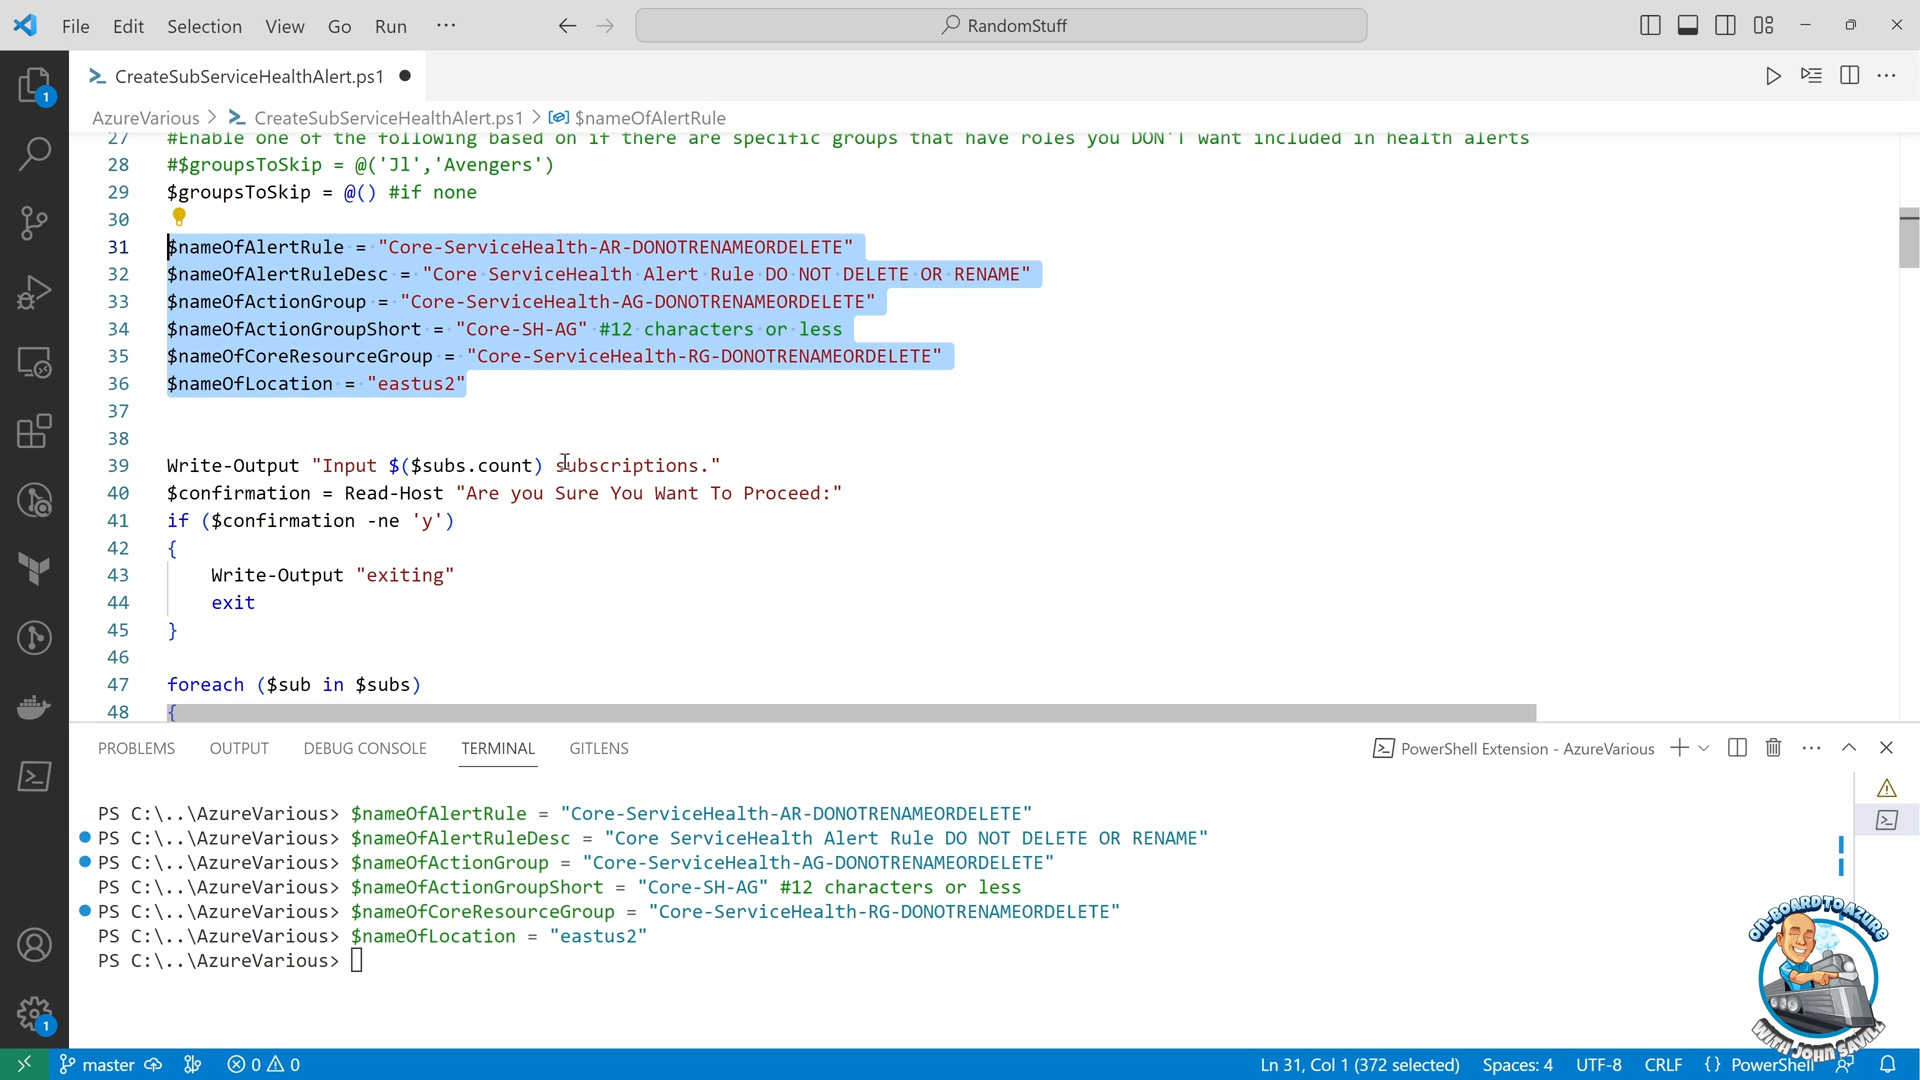 File Edit Selection View Go Run ··· RandomStuff
CreateSubServiceHealthAlert.ps1
AzureVarious > CreateSubServiceHealthAlert.ps1 > $nameOfAlertRule
27 #Enable one of the following based on if there are specific groups that have roles you DON'T want included in health alerts
28 #$groupsToSkip = @('Jl','Avengers')
29 $groupsToSkip = @() #if none
30
31 $nameOfAlertRule = "Core-ServiceHealth-AR-DONOTRENAMEORDELETE"
32 $nameOfAlertRuleDesc = "Core ServiceHealth Alert Rule DO NOT DELETE OR RENAME"
33 $nameOfActionGroup = "Core-ServiceHealth-AG-DONOTRENAMEORDELETE"
34 $nameOfActionGroupShort = "Core-SH-AG" #12 characters or less
35 $nameOfCoreResourceGroup = "Core-ServiceHealth-RG-DONOTRENAMEORDELETE"
36 $nameOfLocation = "eastus2"
37
38
39 Write-Output "Input $($subs.count) subscriptions."
40 $confirmation = Read-Host "Are you Sure You Want To Proceed:"
41 if ($confirmation -ne 'y')
42 {
43 Write-Output "exiting"
44 exit
45 }
46
47 foreach ($sub in $subs)
48 {
PROBLEMS OUTPUT DEBUG CONSOLE TERMINAL GITLENS PowerShell Extension - AzureVarious
PS C:\..\AzureVarious> $nameOfAlertRule = "Core-ServiceHealth-AR-DONOTRENAMEORDELETE"
PS C:\..\AzureVarious> $nameOfAlertRuleDesc = "Core ServiceHealth Alert Rule DO NOT DELETE OR RENAME"
PS C:\..\AzureVarious> $nameOfActionGroup = "Core-ServiceHealth-AG-DONOTRENAMEORDELETE"
PS C:\..\AzureVarious> $nameOfActionGroupShort = "Core-SH-AG" #12 characters or less
PS C:\..\AzureVarious> $nameOfCoreResourceGroup = "Core-ServiceHealth-RG-DONOTRENAMEORDELETE"
PS C:\..\AzureVarious> $nameOfLocation = "eastus2"
PS C:\..\AzureVarious>
1
1
ON-BOARD TO AZURE
WITH JOHN SAVILL
master 0 0 Ln 31, Col 1 (372 selected) Spaces: 4 UTF-8 CRLF {} PowerShell